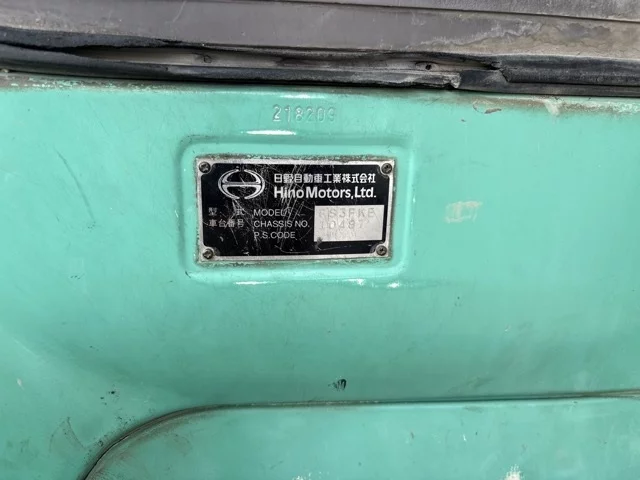 218209
日野自動車工業株式会社
Hino Motors, Ltd.
型式 MODEL
車台番号 CHASSIS NO. 10497
P.S.CODE